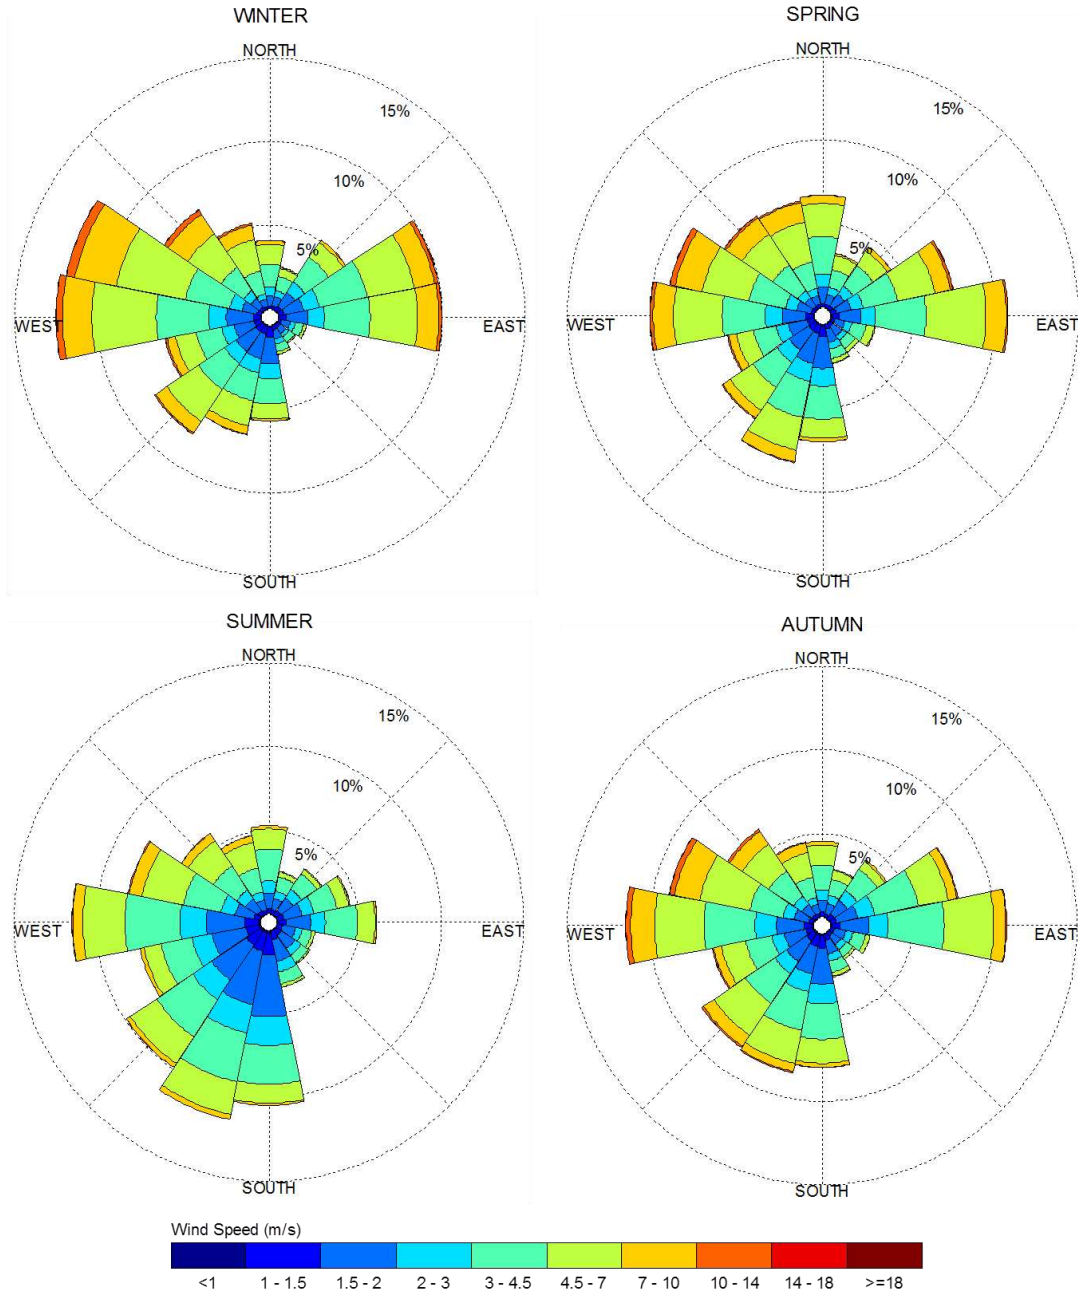 WINTER
SPRING
NORTH
NORTH
15%
15%
10%
10%
5%
5%
WEST
EAST
WEST
EAST
SOUTH
SOUTH
SUMMER
AUTUMN
NORTH
NORTH
15%
15%
10%
10%
5%
5%
WEST
EAST
WEST
EAST
SOUTH
SOUTH
Wind Speed (m/s)
<1 1 - 1.5 1.5 - 2 2 - 3 3 - 4.5 4.5 - 7 7 - 10 10 - 14 14 - 18 >=18